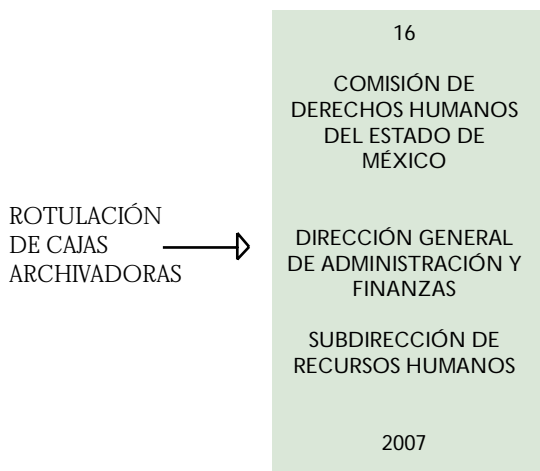 ROTULACIÓN
DE CAJAS
ARCHIVADORAS
16
COMISIÓN DE
DERECHOS HUMANOS
DEL ESTADO DE
MÉXICO
DIRECCIÓN GENERAL
DE ADMINISTRACIÓN Y
FINANZAS
SUBDIRECCIÓN DE
RECURSOS HUMANOS
2007